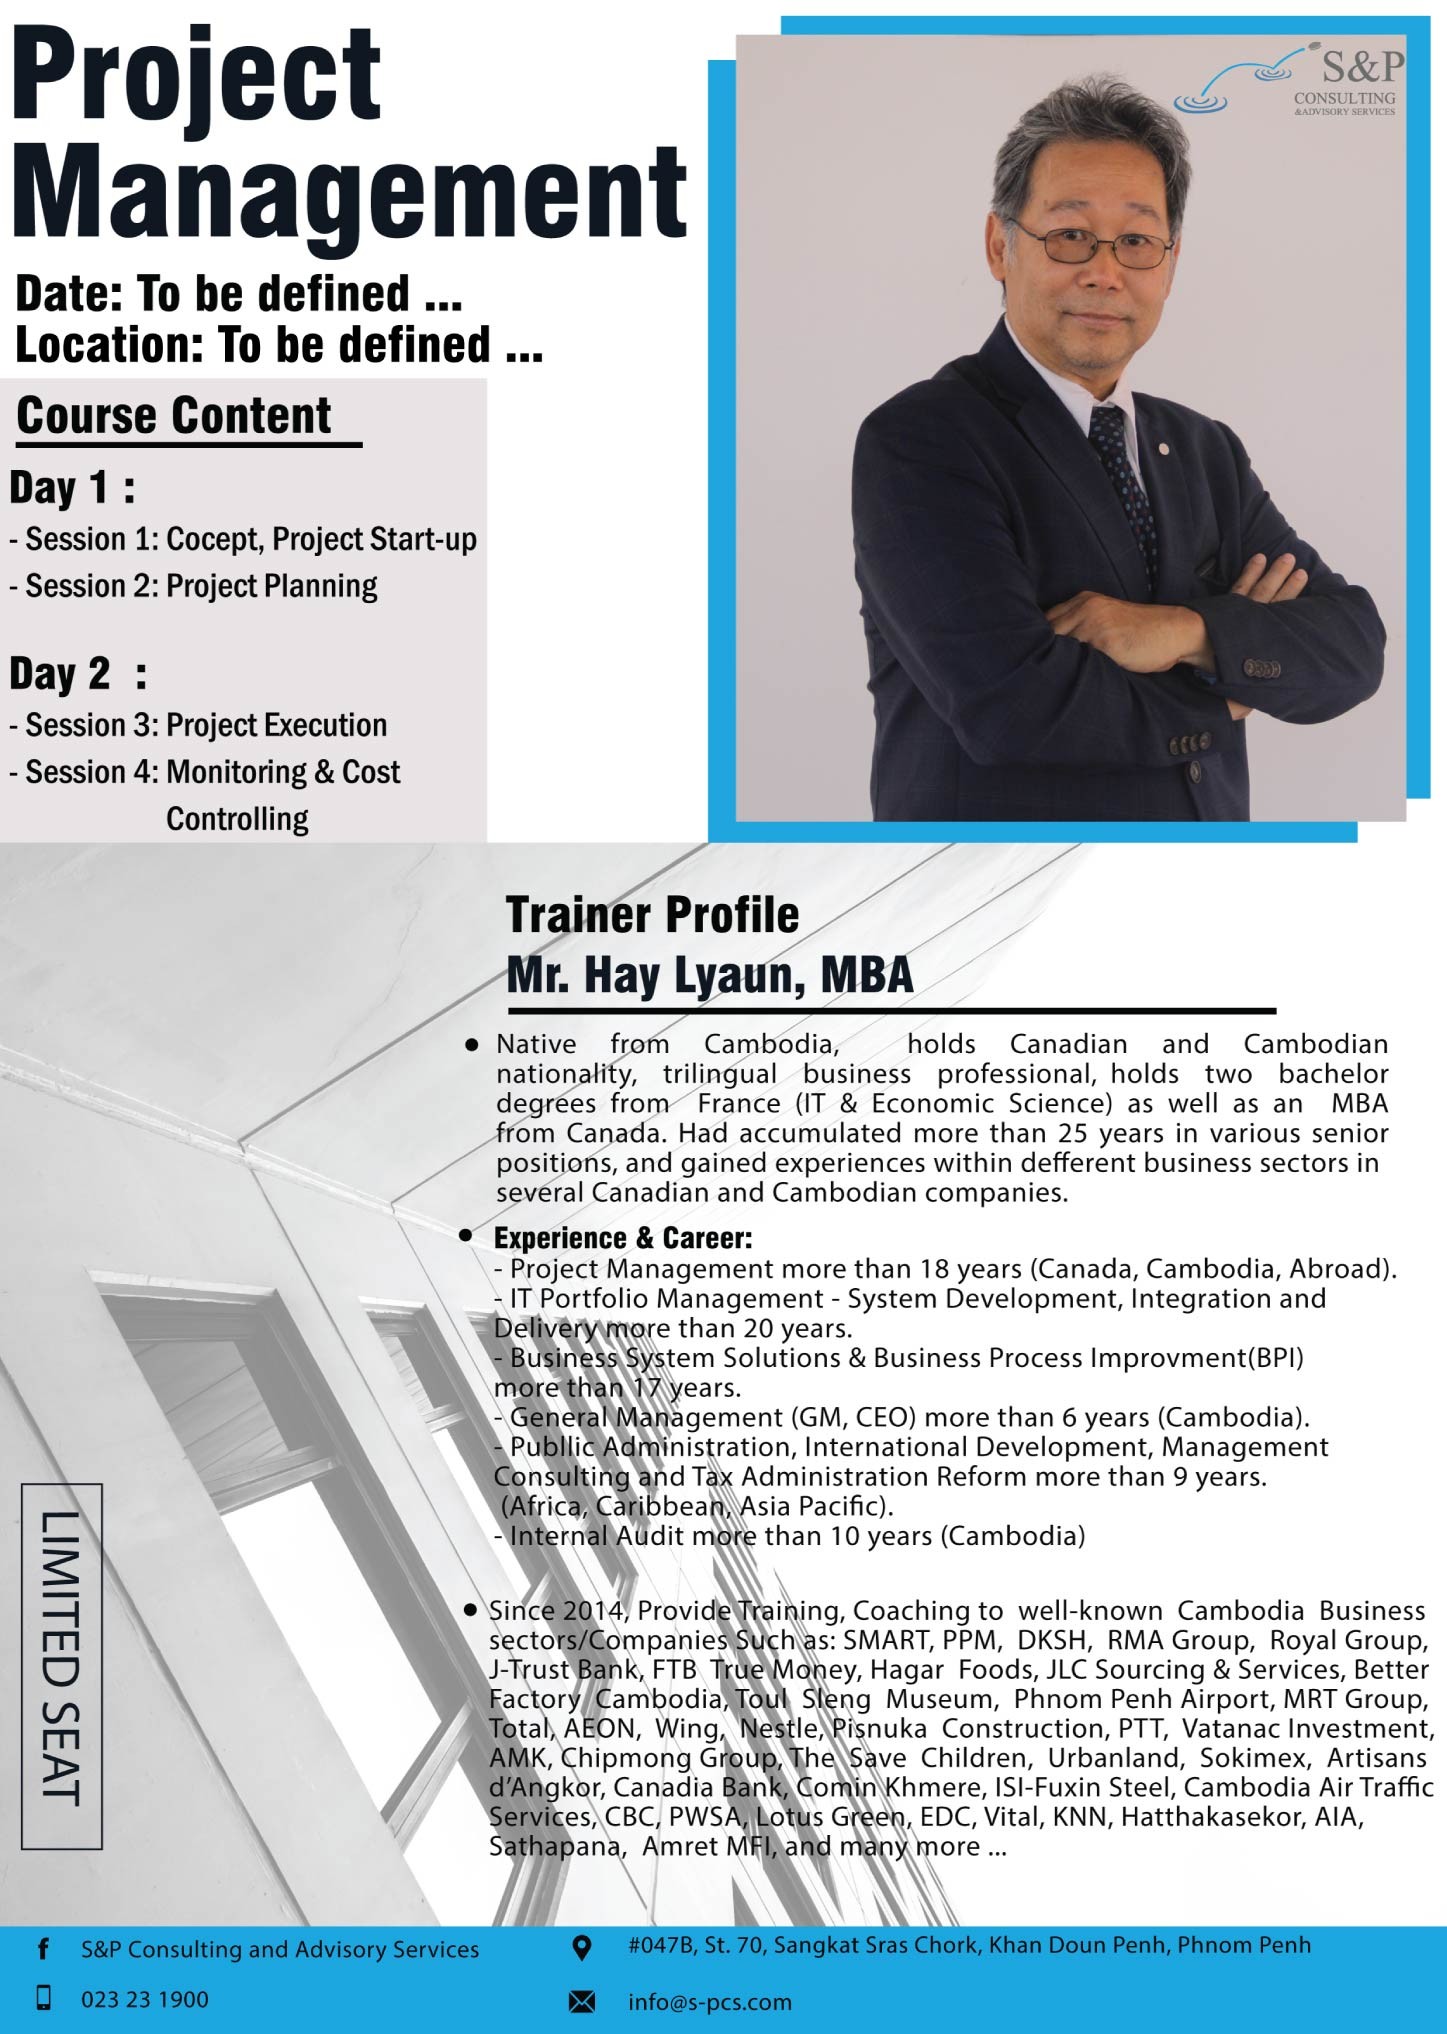 Project
Management
Date: To be defined ...
Location: To be defined ...
S&P
CONSULTING
&ADVISORY SERVICES
Course Content
Day 1 :
- Session 1: Cocept, Project Start-up
- Session 2: Project Planning
Day 2 :
- Session 3: Project Execution
- Session 4: Monitoring & Cost
Controlling
Trainer Profile
Mr. Hay Lyaun, MBA
● Native from Cambodia, holds Canadian and Cambodian
nationality, trilingual business professional, holds two bachelor
degrees from France (IT & Economic Science) as well as an MBA
from Canada. Had accumulated more than 25 years in various senior
positions, and gained experiences within defferent business sectors in
several Canadian and Cambodian companies.
● Experience & Career:
- Project Management more than 18 years (Canada, Cambodia, Abroad).
- IT Portfolio Management - System Development, Integration and
Delivery more than 20 years.
- Business System Solutions & Business Process Improvment(BPI)
more than 17 years.
- General Management (GM, CEO) more than 6 years (Cambodia).
- Publlic Administration, International Development, Management
Consulting and Tax Administration Reform more than 9 years.
(Africa, Caribbean, Asia Pacific).
- Internal Audit more than 10 years (Cambodia)
● Since 2014, Provide Training, Coaching to well-known Cambodia Business
sectors/Companies Such as: SMART, PPM, DKSH, RMA Group, Royal Group,
J-Trust Bank, FTB True Money, Hagar Foods, JLC Sourcing & Services, Better
Factory Cambodia, Toul Sleng Museum, Phnom Penh Airport, MRT Group,
Total, AEON, Wing, Nestle, Pisnuka Construction, PTT, Vatanac Investment,
AMK, Chipmong Group, The Save Children, Urbanland, Sokimex, Artisans
d'Angkor, Canadia Bank, Comin Khmere, ISI-Fuxin Steel, Cambodia Air Traffic
Services, CBC, PWSA, Lotus Green, EDC, Vital, KNN, Hatthakasekor, AIA,
Sathapana, Amret MFI, and many more ...
LIMITED SEAT
S&P Consulting and Advisory Services
#047B, St. 70, Sangkat Sras Chork, Khan Doun Penh, Phnom Penh
023 23 1900
info@s-pcs.com